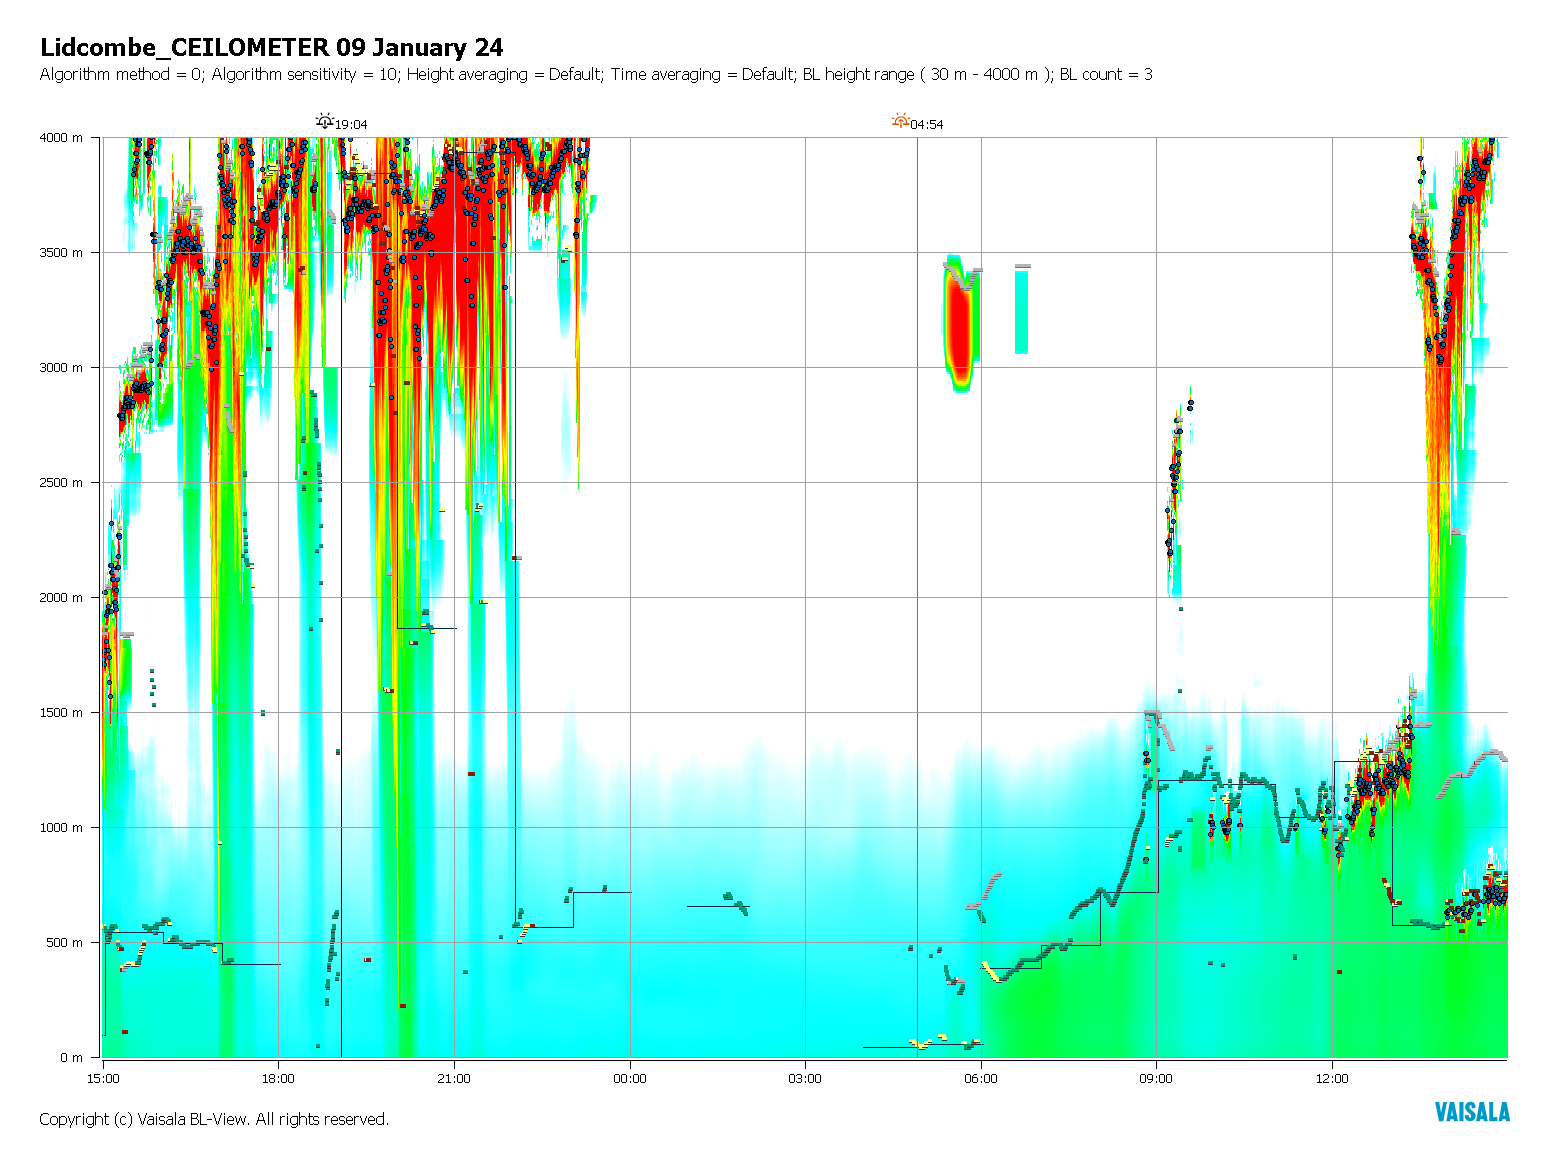 Lidcombe_CEILOMETER 09 January 24
Algorithm method = 0; Algorithm sensitivity = 10; Height averaging = Default; Time averaging = Default; BL height range ( 30 m - 4000 m ); BL count = 3
19:04
04:54
4000 m
3500 m
3000 m
2500 m
2000 m
1500 m
1000 m
500 m
0 m
15:00 18:00 21:00 00:00 03:00 06:00 09:00 12:00
Copyright (c) Vaisala BL-View. All rights reserved.
VAISALA